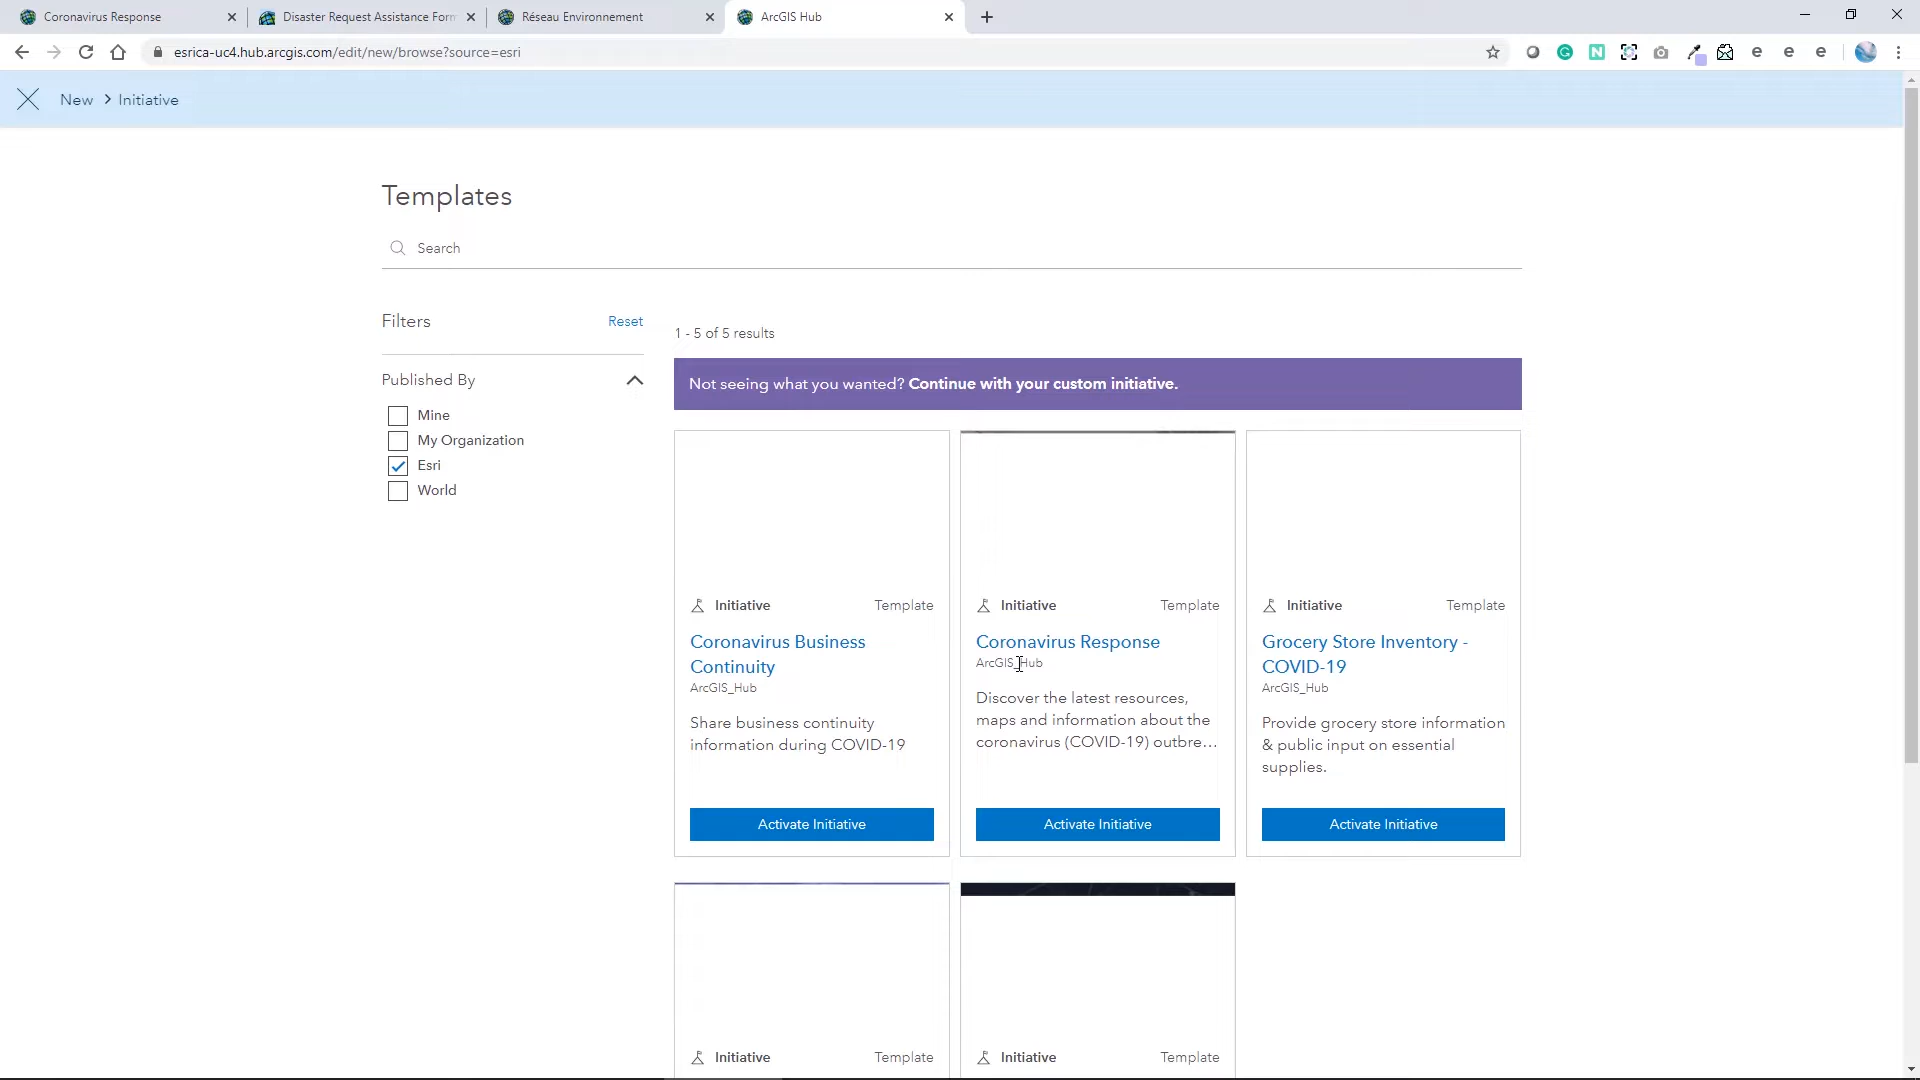 Coronavirus Response
Disaster Request Assistance Form
Réseau Environnement
ArcGIS Hub
esrica-uc4.hub.arcgis.com/edit/new/browse?source=esri
New > Initiative
Templates
Search
Filters
Reset
Published By
Mine
My Organization
Esri
World
1 - 5 of 5 results
Not seeing what you wanted? Continue with your custom initiative.
Initiative Template
Coronavirus Business
Continuity
ArcGIS_Hub
Share business continuity
information during COVID-19
Activate Initiative
Initiative Template
Coronavirus Response
ArcGIS_Hub
Discover the latest resources,
maps and information about the
coronavirus (COVID-19) outbre...
Activate Initiative
Initiative Template
Grocery Store Inventory -
COVID-19
ArcGIS_Hub
Provide grocery store information
& public input on essential
supplies.
Activate Initiative
Initiative Template
Initiative Template